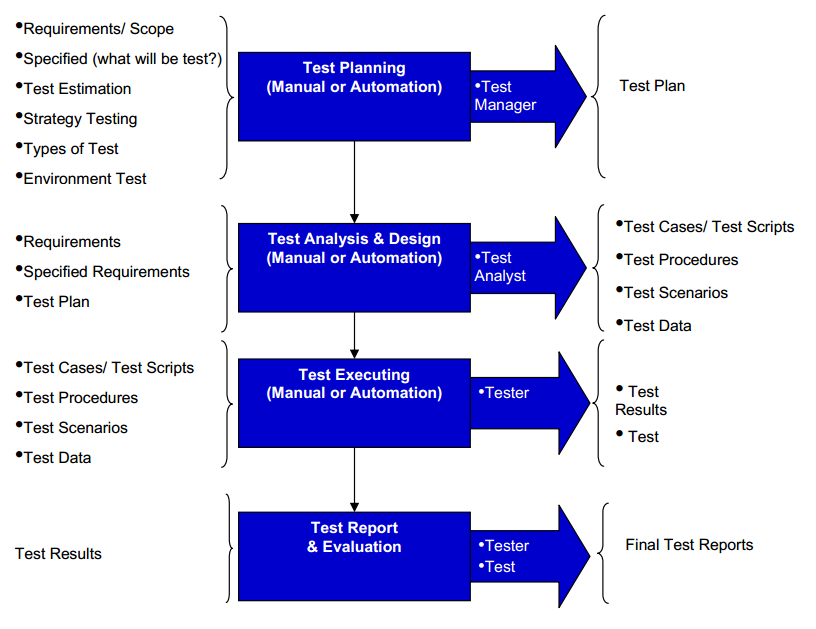 •Requirements/ Scope
•Specified (what will be test?)
•Test Estimation
•Strategy Testing
•Types of Test
•Environment Test
Test Planning
(Manual or Automation)
•Test
Manager
Test Plan
•Requirements
•Specified Requirements
•Test Plan
Test Analysis & Design
(Manual or Automation)
•Test
Analyst
•Test Cases/ Test Scripts
•Test Procedures
•Test Scenarios
•Test Data
•Test Cases/ Test Scripts
•Test Procedures
•Test Scenarios
•Test Data
Test Executing
(Manual or Automation)
•Tester
• Test
Results
• Test
Test Results
Test Report
& Evaluation
•Tester
•Test
Final Test Reports